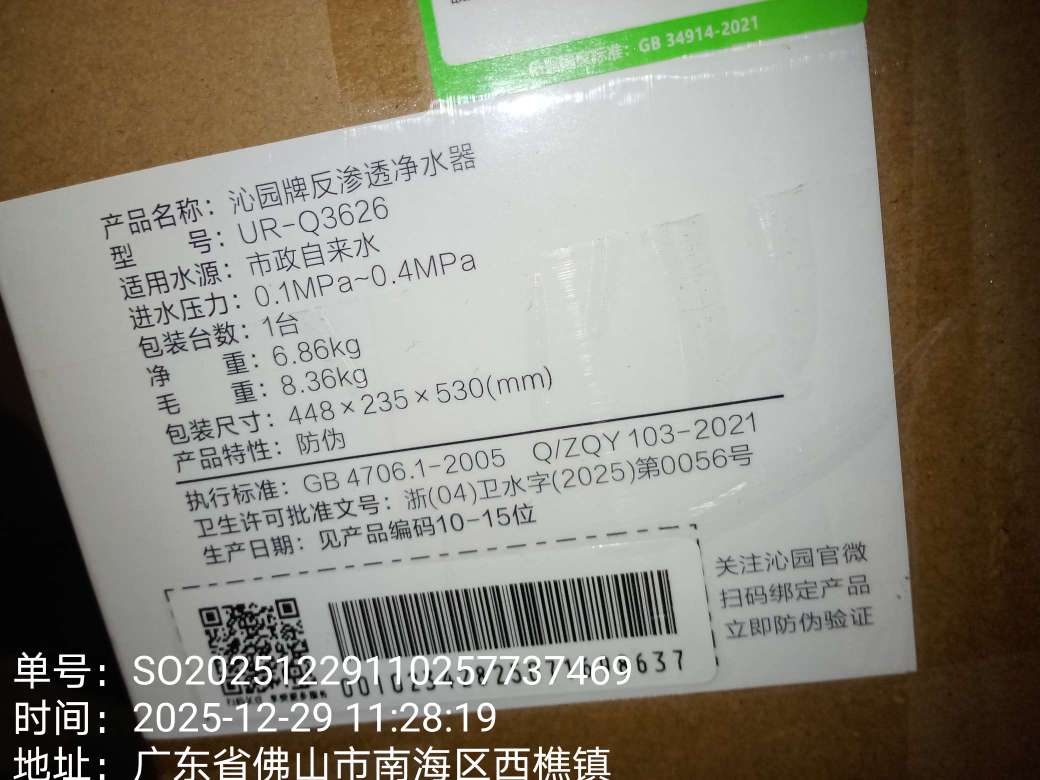 标准：GB 34914-2021
产品名称：沁园牌反渗透净水器
型 号：UR-Q3626
适用水源：市政自来水
进水压力：0.1MPa~0.4MPa
包装台数：1台
净 重：6.86kg
毛 重：8.36kg
包装尺寸：448×235×530(mm)
产品特性：防伪
执行标准：GB 4706.1-2005 Q/ZQY 103-2021
卫生许可批准文号：浙(04)卫水字(2025)第0056号
生产日期：见产品编码10-15位
关注沁园官微
扫码绑定产品
立即防伪验证
单号：SO20251229110257737469
时间：2025-12-29 11:28:19
地址：广东省佛山市南海区西樵镇